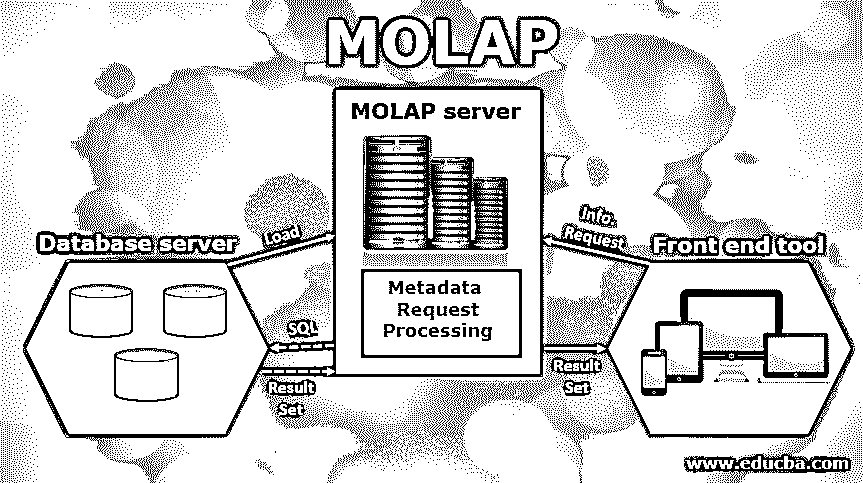 MOLAP
MOLAP server
Database server
Load
Info.
Request
Front end tool
Metadata
Request
Processing
SQL
Result
Set
Result
Set
www.educba.com